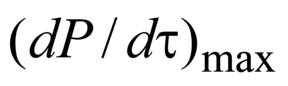 (dP / dτ)max